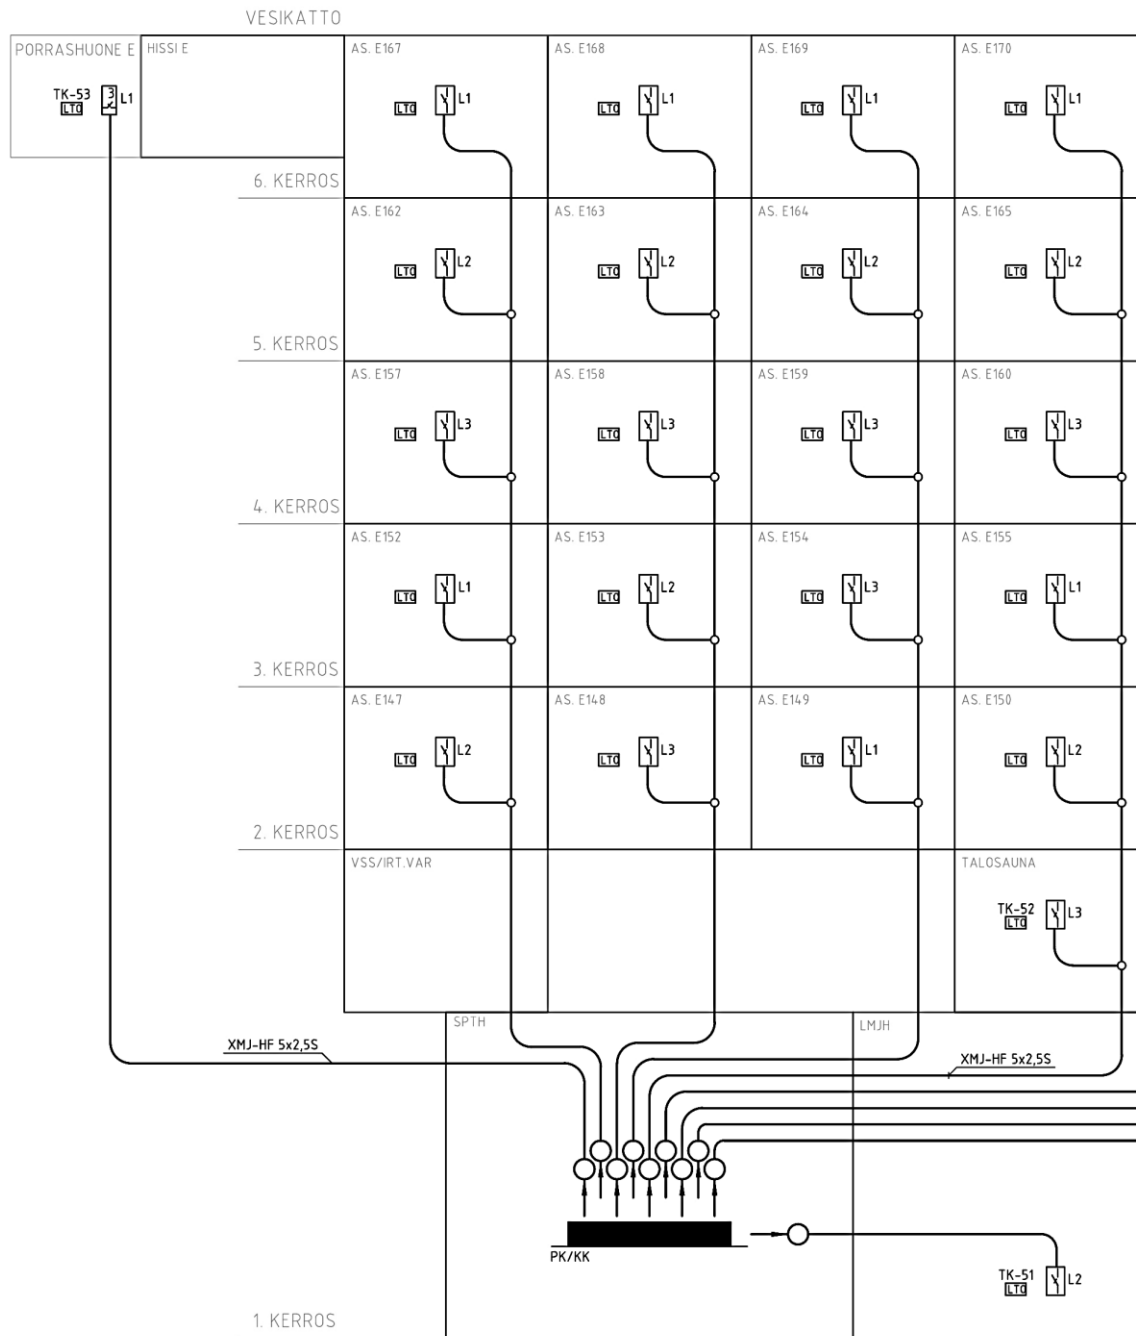 VESIKATTO
PORRASHUONE E
HISSI E
AS. E167
AS. E168
AS. E169
AS. E170
TK-53
LTO
3
L1
LTO
L1
LTO
L1
LTO
L1
LTO
L1
6. KERROS
AS. E162
AS. E163
AS. E164
AS. E165
LTO
L2
LTO
L2
LTO
L2
LTO
L2
5. KERROS
AS. E157
AS. E158
AS. E159
AS. E160
LTO
L3
LTO
L3
LTO
L3
LTO
L3
4. KERROS
AS. E152
AS. E153
AS. E154
AS. E155
LTO
L1
LTO
L2
LTO
L3
LTO
L1
3. KERROS
AS. E147
AS. E148
AS. E149
AS. E150
LTO
L2
LTO
L3
LTO
L1
LTO
L2
2. KERROS
VSS/IRT.VAR
TALOSAUNA
TK-52
LTO
L3
SPTH
LMJH
XMJ-HF 5x2,5S
XMJ-HF 5x2,5S
PK/KK
TK-51
LTO
L2
1. KERROS